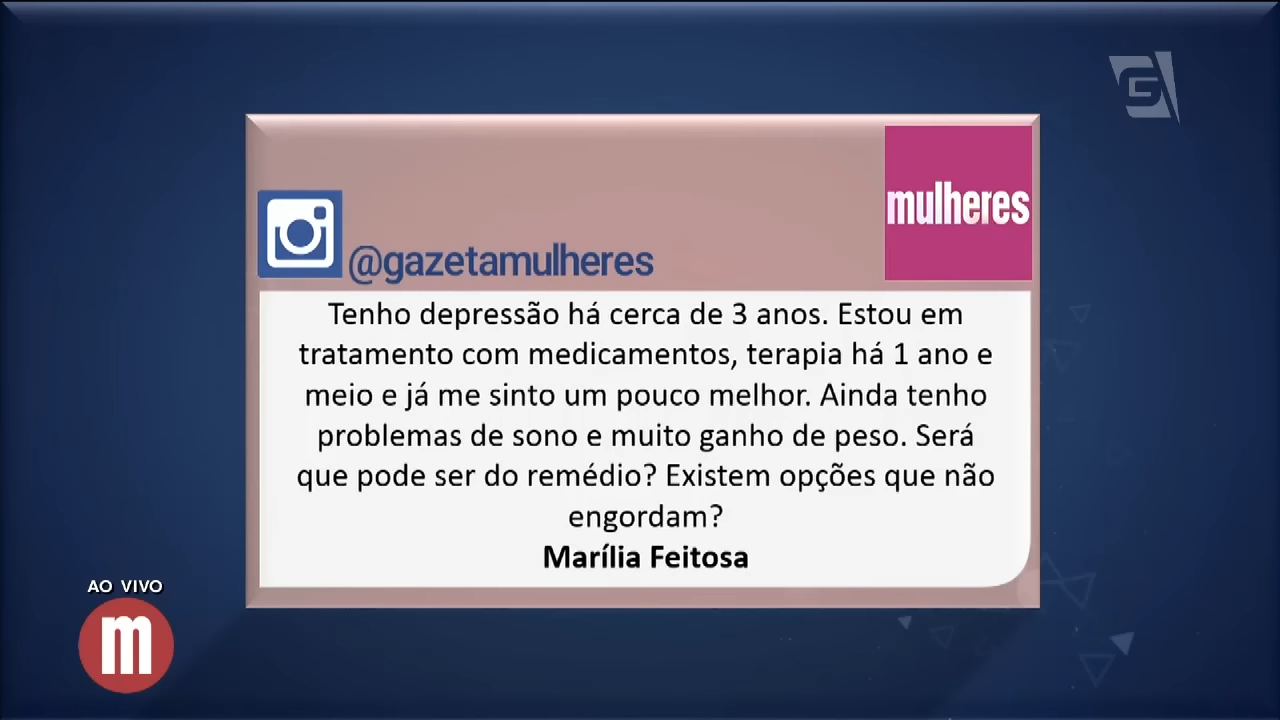 G
mulheres
@gazetamulheres
Tenho depressão há cerca de 3 anos. Estou em
tratamento com medicamentos, terapia há 1 ano e
meio e já me sinto um pouco melhor. Ainda tenho
problemas de sono e muito ganho de peso. Será
que pode ser do remédio? Existem opções que não
engordam?
Marília Feitosa
AO VIVO
m